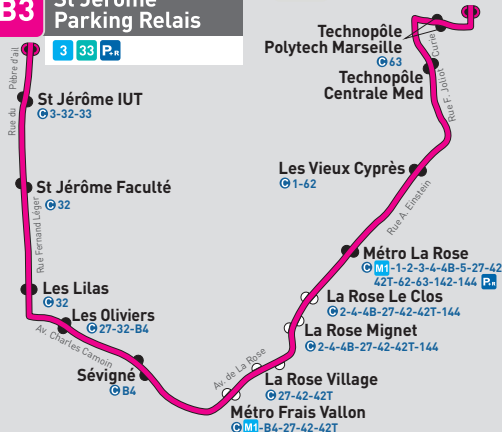 B3
St Jérôme
Parking Relais
3 33 P+R
Technopôle
Polytech Marseille
C 63
Technopôle
Centrale Med
Rue F. Joliot Curie
Rue du Pèbre d'ail
St Jérôme IUT
C 3-32-33
Les Vieux Cyprès
C 1-62
St Jérôme Faculté
C 32
Rue Fernand Léger
Rue A. Einstein
Métro La Rose
C M1-1-2-3-4-4B-5-27-42
42T-62-63-142-144 P+R
Les Lilas
C 32
La Rose Le Clos
C 2-4-4B-27-42-42T-144
Les Oliviers
C 27-32-B4
La Rose Mignet
C 2-4-4B-27-42-42T-144
Av. Charles Camoin
Sévigné
C B4
Av. de La Rose
La Rose Village
C 27-42-42T
Métro Frais Vallon
C M1-B4-27-42-42T